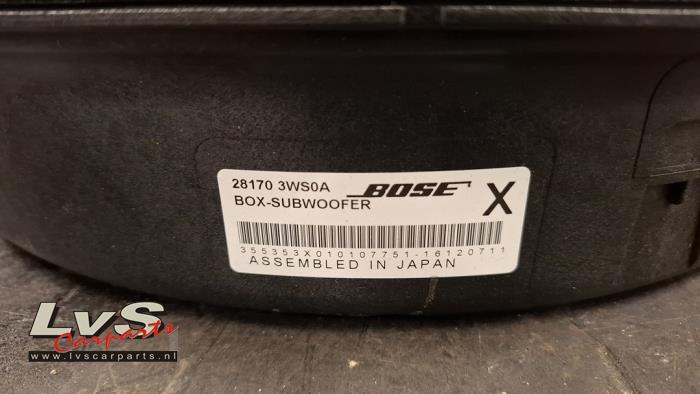 28170 3WS0A BOSE X
BOX-SUBWOOFER
355353X010107751-16120711
ASSEMBLED IN JAPAN
LvS
Carparts
www.lvscarparts.nl